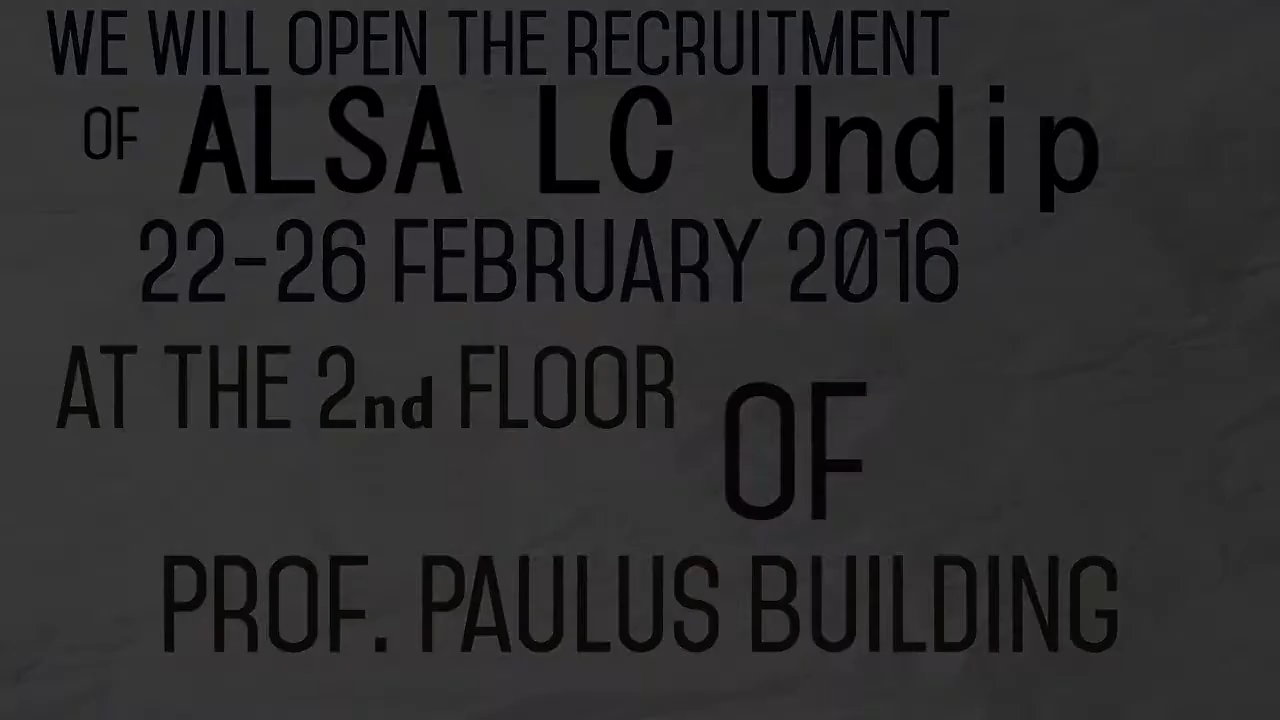 WE WILL OPEN THE RECRUITMENT
OF ALSA LC Undip
22-26 FEBRUARY 2016
AT THE 2nd FLOOR OF
PROF. PAULUS BUILDING